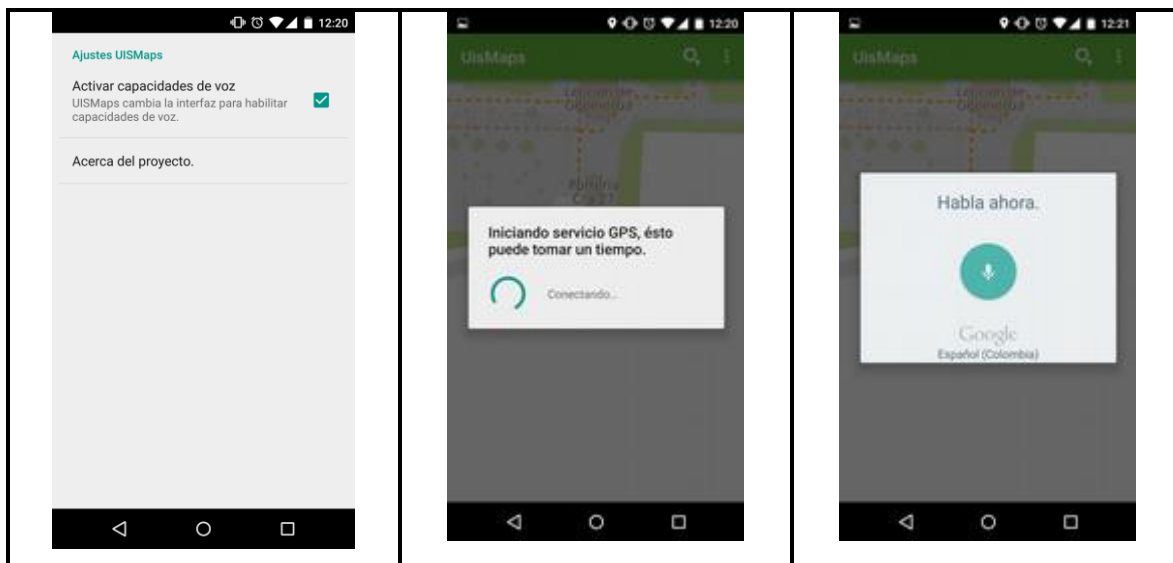 12:20
Ajustes UISMaps
Activar capacidades de voz
UISMaps cambia la interfaz para habilitar
capacidades de voz.
Acerca del proyecto.
12:20
UisMaps
Iniciando servicio GPS, ésto
puede tomar un tiempo.
Conectando...
12:21
UisMaps
Habla ahora.
Google
Español (Colombia)